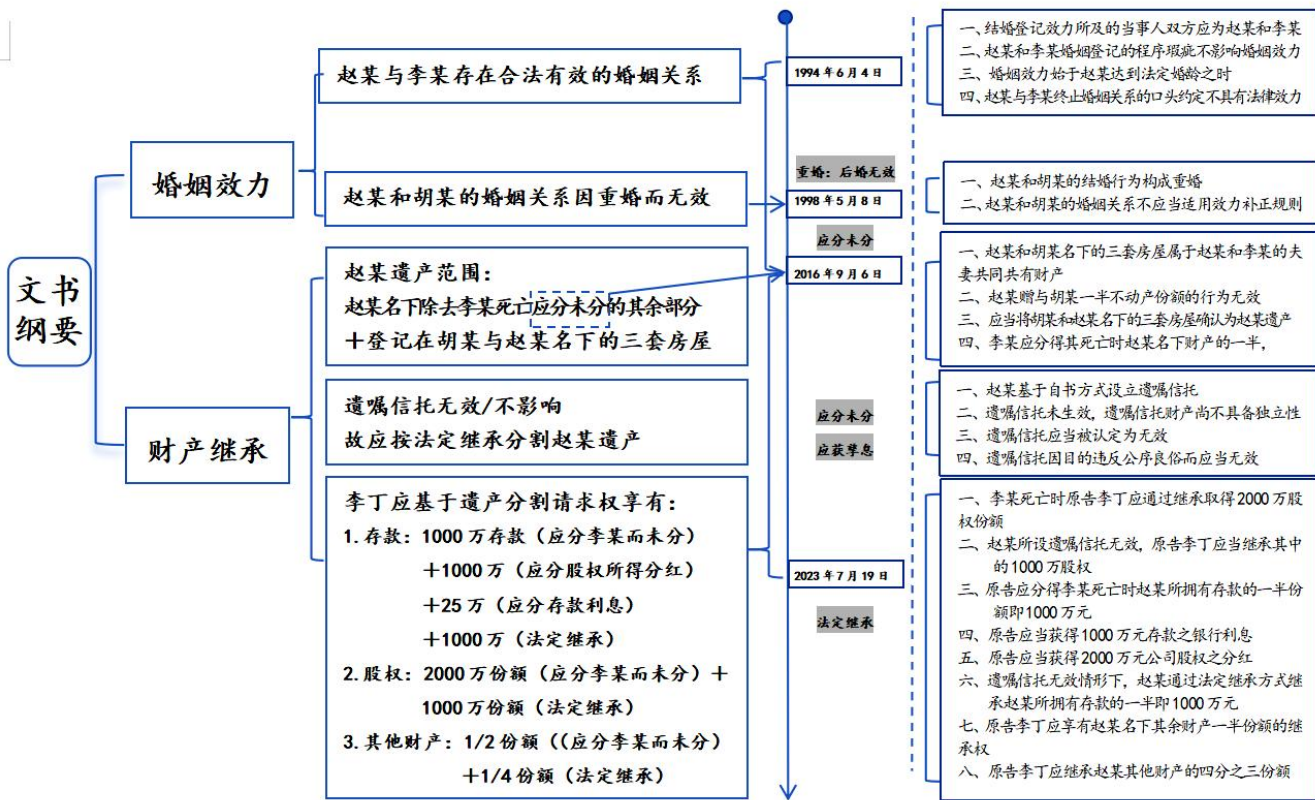 文书
纲要
婚姻效力
财产继承
赵某与李某存在合法有效的婚姻关系
赵某和胡某的婚姻关系因重婚而无效
赵某遗产范围：
赵某名下除去李某死亡应分未分的其余部分
＋登记在胡某与赵某名下的三套房屋
遗嘱信托无效/不影响
故应按法定继承分割赵某遗产
李丁应基于遗产分割请求权享有：
1.存款：1000万存款（应分李某而未分）
＋1000万（应分股权所得分红）
＋25万（应分存款利息）
＋1000万（法定继承）
2.股权：2000万份额（应分李某而未分）＋
1000万份额（法定继承）
3.其他财产：1/2份额（(应分李某而未分）
＋1/4份额（法定继承）
1994年6月4日
重婚：后婚无效
1998年5月8日
应分未分
2016年9月6日
应分未分
应获孳息
2023年7月19日
法定继承
一、结婚登记效力所及的当事人双方应为赵某和李某
二、赵某和李某婚姻登记的程序瑕疵不影响婚姻效力
三、婚姻效力始于赵某达到法定婚龄之时
四、赵某与李某终止婚姻关系的口头约定不具有法律效力
一、赵某和胡某的结婚行为构成重婚
二、赵某和胡某的婚姻关系不应当适用效力补正规则
一、赵某和胡某名下的三套房屋属于赵某和李某的夫
妻共同共有财产
二、赵某赠与胡某一半不动产份额的行为无效
三、应当将胡某和赵某名下的三套房屋确认为赵某遗产
四、李某应分得其死亡时赵某名下财产的一半，
一、赵某基于自书方式设立遗嘱信托
二、遗嘱信托未生效，遗嘱信托财产尚不具备独立性
三、遗嘱信托应当被认定为无效
四、遗嘱信托因目的违反公序良俗而应当无效
一、李某死亡时原告李丁应通过继承取得2000万股
权份额
二、赵某所设遗嘱信托无效，原告李丁应当继承其中
的1000万股权
三、原告应分得李某死亡时赵某所拥有存款的一半份
额即1000万元
四、原告应当获得1000万元存款之银行利息
五、原告应当获得2000万元公司股权之分红
六、遗嘱信托无效情形下，赵某通过法定继承方式继
承赵某所拥有存款的一半即1000万元
七、原告李丁应享有赵某名下其余财产一半份额的继
承权
八、原告李丁应继承赵某其他财产的四分之三份额